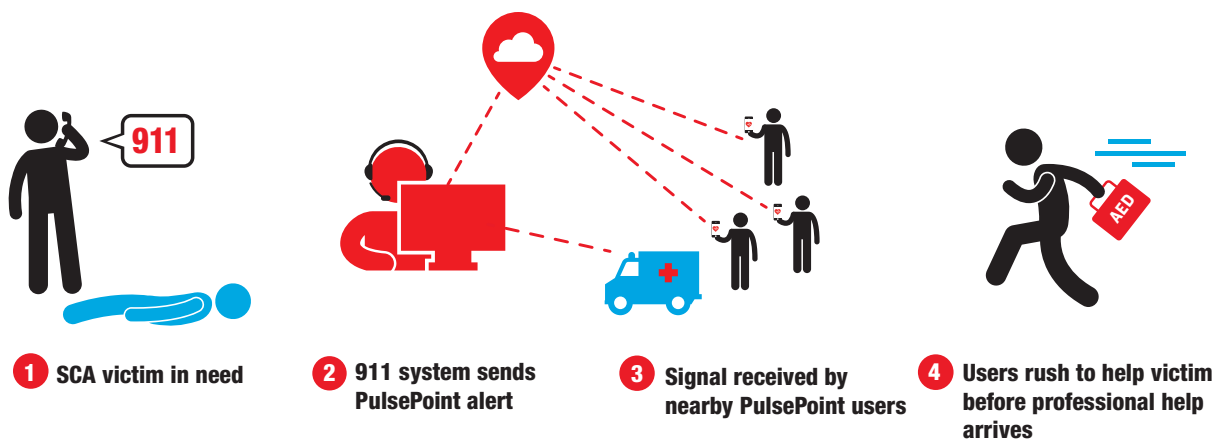 911
AED
1 SCA victim in need
2 911 system sends
PulsePoint alert
3 Signal received by
nearby PulsePoint users
4 Users rush to help victim
before professional help
arrives